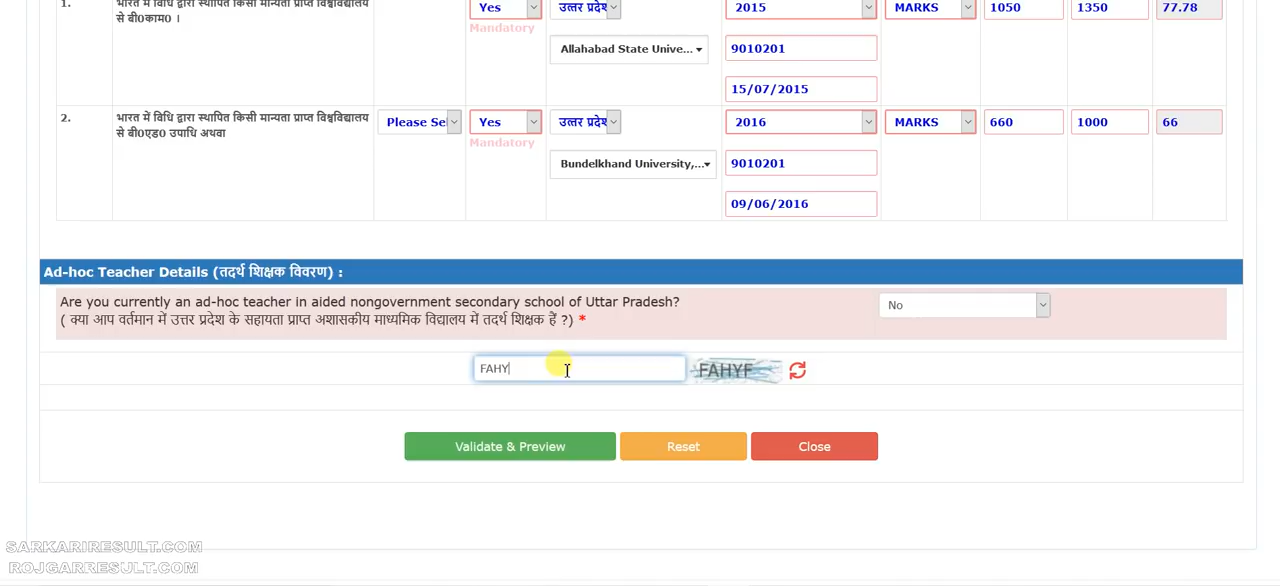 1. भारत में विधि द्वारा स्थापित किसी मान्यता प्राप्त विश्वविद्यालय Yes उत्तर प्रदेश 2015 MARKS 1050 1350 77.78
से बी0काम0 ।
Mandatory
Allahabad State Unive... 9010201
15/07/2015
2. भारत में विधि द्वारा स्थापित किसी मान्यता प्राप्त विश्वविद्यालय Please Sel Yes उत्तर प्रदेश 2016 MARKS 660 1000 66
से बी0एड0 उपाधि अथवा
Mandatory
Bundelkhand University,... 9010201
09/06/2016
Ad-hoc Teacher Details (तदर्थ शिक्षक विवरण) :
Are you currently an ad-hoc teacher in aided nongovernment secondary school of Uttar Pradesh? No
( क्या आप वर्तमान में उत्तर प्रदेश के सहायता प्राप्त अशासकीय माध्यमिक विद्यालय में तदर्थ शिक्षक हैं ?) *
FAHY FAHYF
Validate & Preview Reset Close
SARKARIRESULT.COM
ROJGARRESULT.COM